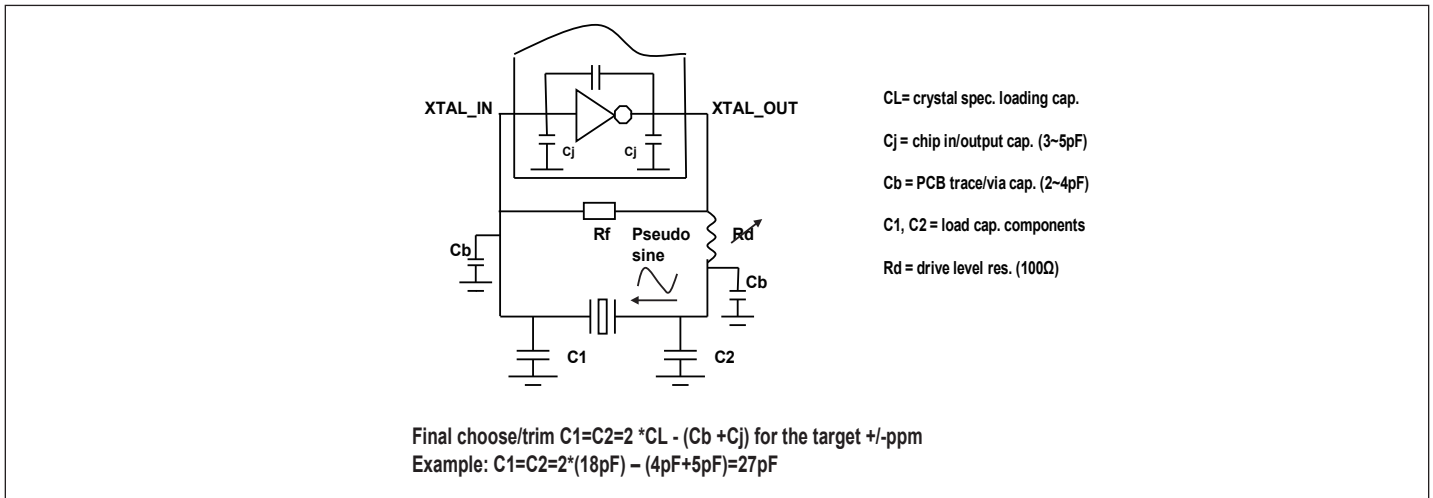 XTAL_IN
XTAL_OUT
Cj
Cj
Rf
Pseudo
sine
Rd
Cb
Cb
C1
C2
CL= crystal spec. loading cap.
Cj = chip in/output cap. (3~5pF)
Cb = PCB trace/via cap. (2~4pF)
C1, C2 = load cap. components
Rd = drive level res. (100Ω)
Final choose/trim C1=C2=2 *CL - (Cb +Cj) for the target +/-ppm
Example: C1=C2=2*(18pF) – (4pF+5pF)=27pF